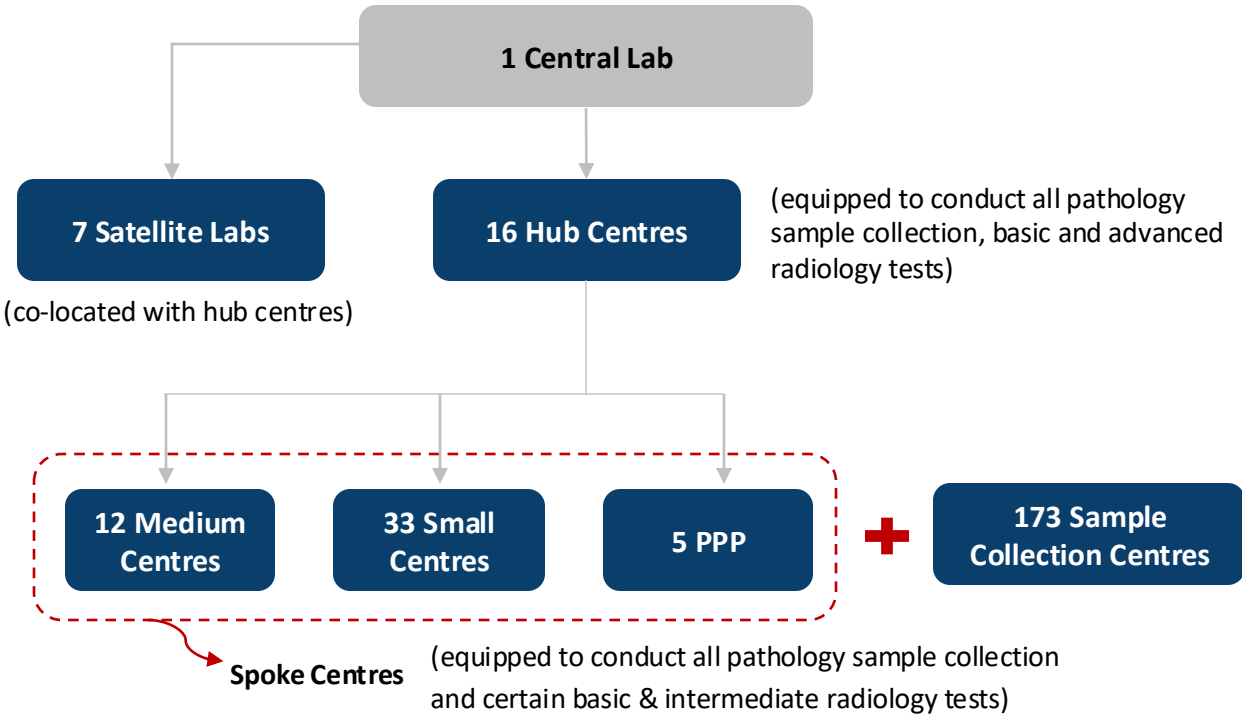 1 Central Lab
7 Satellite Labs
(co-located with hub centres)
16 Hub Centres
(equipped to conduct all pathology
sample collection, basic and advanced
radiology tests)
12 Medium
Centres
33 Small
Centres
5 PPP
173 Sample
Collection Centres
Spoke Centres
(equipped to conduct all pathology sample collection
and certain basic & intermediate radiology tests)